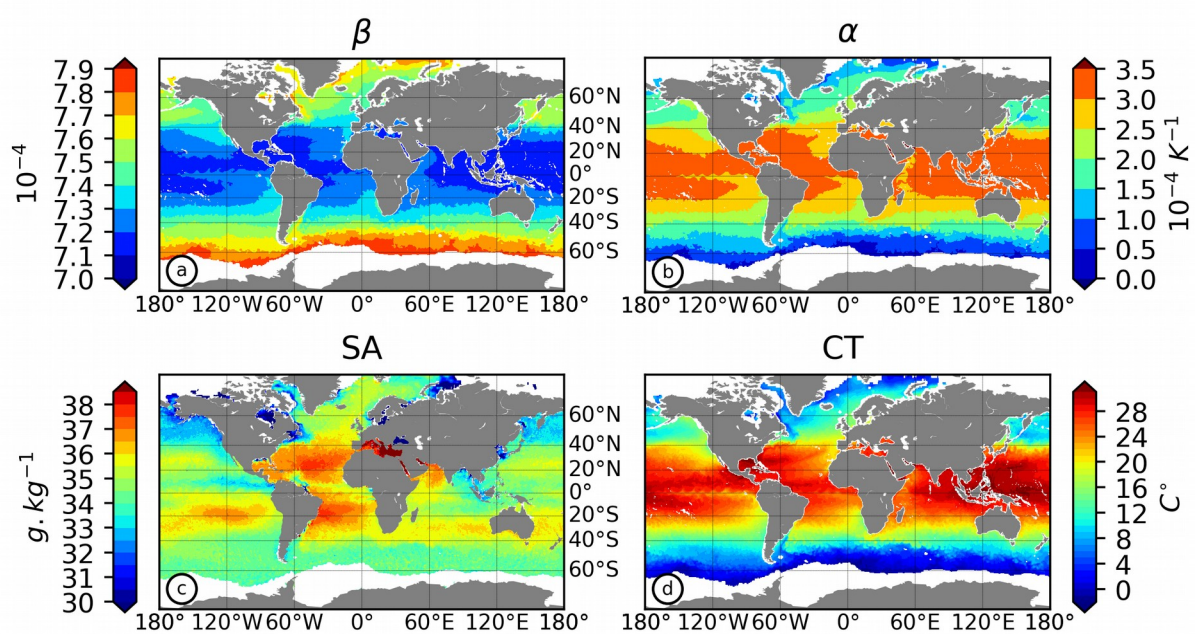 β
α
7.9
7.8
7.7
7.6
7.5
7.4
7.3
7.2
7.1
7.0
10⁻⁴
60°N
40°N
20°N
0°
20°S
40°S
60°S
3.5
3.0
2.5
2.0
1.5
1.0
0.5
0.0
10⁻⁴ K⁻¹
a
b
180° 120°W 60°W 0° 60°E 120°E 180°
180° 120°W 60°W 0° 60°E 120°E 180°
SA
CT
38
37
36
35
34
33
32
31
30
g. kg⁻¹
60°N
40°N
20°N
0°
20°S
40°S
60°S
28
24
20
16
12
8
4
0
C°
c
d
180° 120°W 60°W 0° 60°E 120°E 180°
180° 120°W 60°W 0° 60°E 120°E 180°